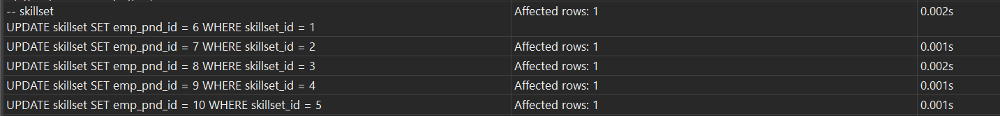 -- skillset Affected rows: 1 0.002s
UPDATE skillset SET emp_pnd_id = 6 WHERE skillset_id = 1
UPDATE skillset SET emp_pnd_id = 7 WHERE skillset_id = 2 Affected rows: 1 0.001s
UPDATE skillset SET emp_pnd_id = 8 WHERE skillset_id = 3 Affected rows: 1 0.002s
UPDATE skillset SET emp_pnd_id = 9 WHERE skillset_id = 4 Affected rows: 1 0.001s
UPDATE skillset SET emp_pnd_id = 10 WHERE skillset_id = 5 Affected rows: 1 0.001s